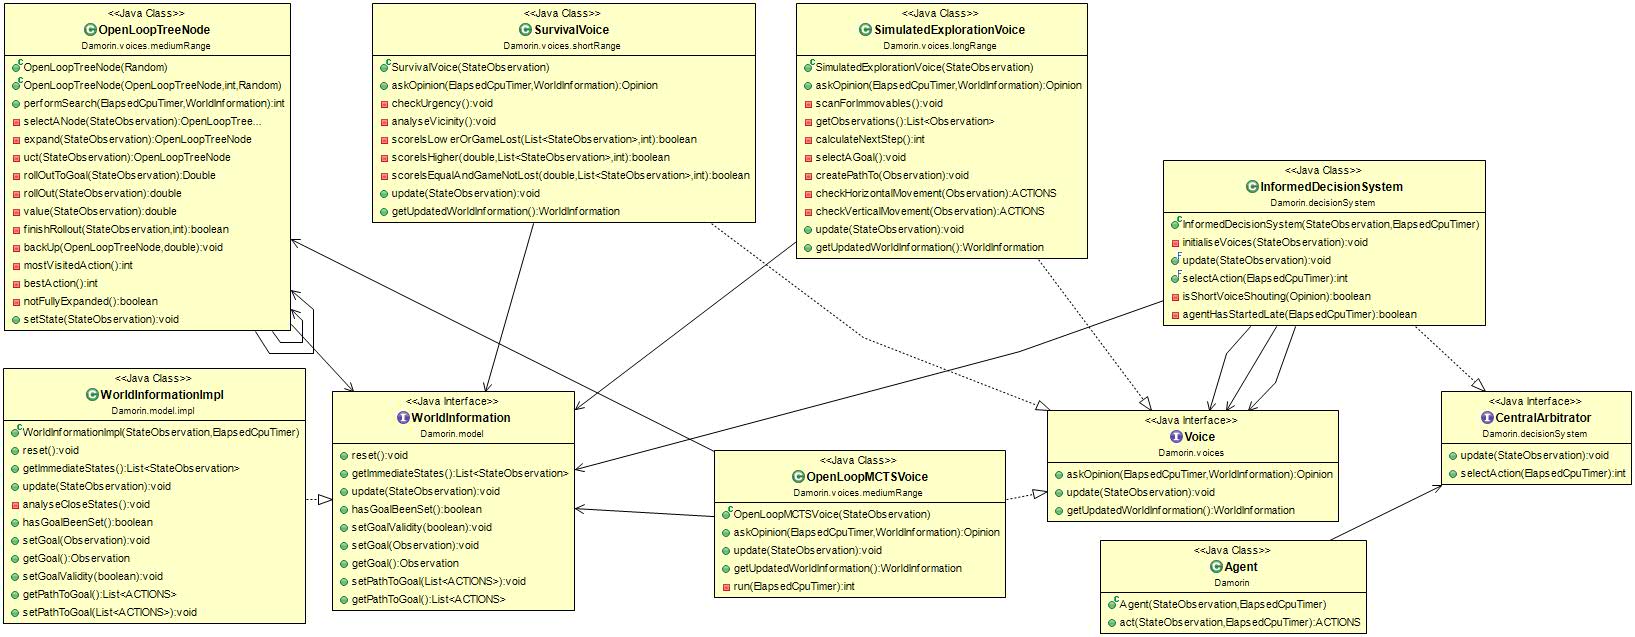 <<Java Class>>
OpenLoopTreeNode
Damorin.voices.mediumRange
OpenLoopTreeNode(Random)
OpenLoopTreeNode(OpenLoopTreeNode,int,Random)
performSearch(ElapsedCpuTimer,WorldInformation):int
selectANode(StateObservation):OpenLoopTree...
expand(StateObservation):OpenLoopTreeNode
uct(StateObservation):OpenLoopTreeNode
rollOutToGoal(StateObservation):Double
rollOut(StateObservation):double
value(StateObservation):double
finishRollout(StateObservation,int):boolean
backUp(OpenLoopTreeNode,double):void
mostVisitedAction():int
bestAction():int
notFullyExpanded():boolean
setState(StateObservation):void
<<Java Class>>
SurvivalVoice
Damorin.voices.shortRange
SurvivalVoice(StateObservation)
askOpinion(ElapsedCpuTimer,WorldInformation):Opinion
checkUrgency():void
analyseVicinity():void
scoreIsLowerOrGameLost(List<StateObservation>,int):boolean
scoreIsHigher(double,List<StateObservation>,int):boolean
scoreIsEqualAndGameNotLost(double,List<StateObservation>,int):boolean
update(StateObservation):void
getUpdatedWorldInformation():WorldInformation
<<Java Class>>
SimulatedExplorationVoice
Damorin.voices.longRange
SimulatedExplorationVoice(StateObservation)
askOpinion(ElapsedCpuTimer,WorldInformation):Opinion
scanForImmovables():void
getObservations():List<Observation>
calculateNextStep():int
selectAGoal():void
createPathTo(Observation):void
checkHorizontalMovement(Observation):ACTIONS
checkVerticalMovement(Observation):ACTIONS
update(StateObservation):void
getUpdatedWorldInformation():WorldInformation
<<Java Class>>
InformedDecisionSystem
Damorin.decisionSystem
InformedDecisionSystem(StateObservation,ElapsedCpuTimer)
initialiseVoices(StateObservation):void
update(StateObservation):void
selectAction(ElapsedCpuTimer):int
isShortVoiceShouting(Opinion):boolean
agentHasStartedLate(ElapsedCpuTimer):boolean
<<Java Class>>
WorldInformationImpl
Damorin.model.impl
WorldInformationImpl(StateObservation,ElapsedCpuTimer)
reset():void
getImmediateStates():List<StateObservation>
update(StateObservation):void
analyseCloseStates():void
hasGoalBeenSet():boolean
setGoal(Observation):void
getGoal():Observation
setGoalValidity(boolean):void
getPathToGoal():List<ACTIONS>
setPathToGoal(List<ACTIONS>):void
<<Java Interface>>
WorldInformation
Damorin.model
reset():void
getImmediateStates():List<StateObservation>
update(StateObservation):void
hasGoalBeenSet():boolean
setGoalValidity(boolean):void
setGoal(Observation):void
getGoal():Observation
setPathToGoal(List<ACTIONS>):void
getPathToGoal():List<ACTIONS>
<<Java Class>>
OpenLoopMCTSVoice
Damorin.voices.mediumRange
OpenLoopMCTSVoice(StateObservation)
askOpinion(ElapsedCpuTimer,WorldInformation):Opinion
update(StateObservation):void
getUpdatedWorldInformation():WorldInformation
run(ElapsedCpuTimer):int
<<Java Interface>>
Voice
Damorin.voices
askOpinion(ElapsedCpuTimer,WorldInformation):Opinion
update(StateObservation):void
getUpdatedWorldInformation():WorldInformation
<<Java Interface>>
CentralArbitrator
Damorin.decisionSystem
update(StateObservation):void
selectAction(ElapsedCpuTimer):int
<<Java Class>>
Agent
Damorin
Agent(StateObservation,ElapsedCpuTimer)
act(StateObservation,ElapsedCpuTimer):ACTIONS